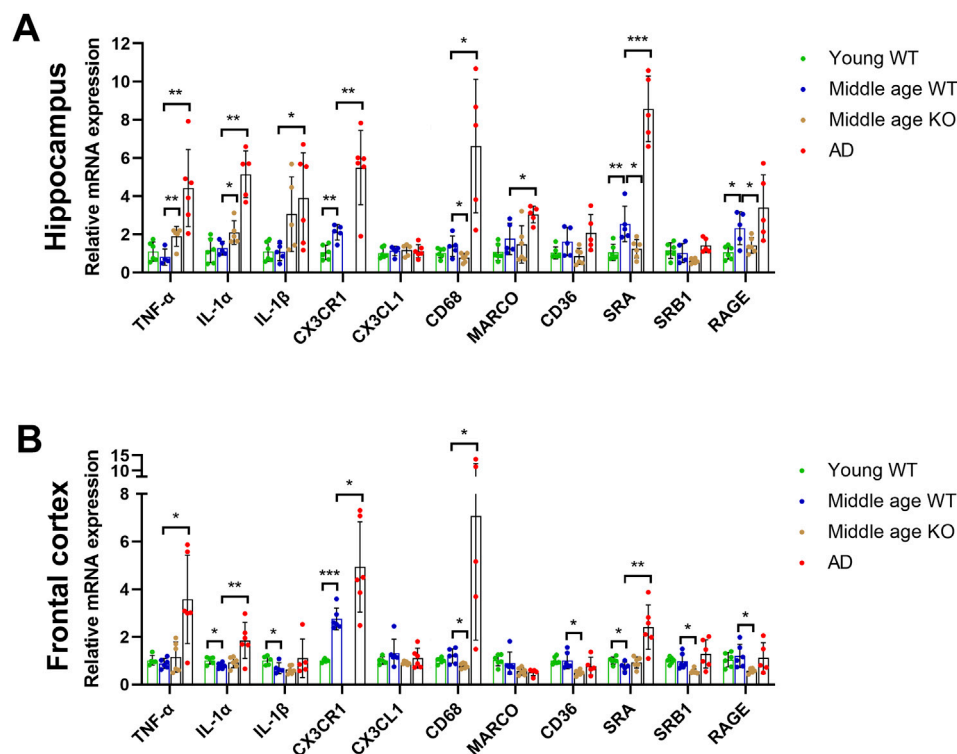 A
Hippocampus
Relative mRNA expression
12
10
8
6
4
2
0
** ** * ** * * *** ** * ** * ** * * *
TNF-α IL-1α IL-1β CX3CR1 CX3CL1 CD68 MARCO CD36 SRA SRB1 RAGE
Young WT
Middle age WT
Middle age KO
AD
B
Frontal cortex
Relative mRNA expression
15
10
8
6
4
2
0
* * ** * *** * * * * * ** * *
TNF-α IL-1α IL-1β CX3CR1 CX3CL1 CD68 MARCO CD36 SRA SRB1 RAGE
Young WT
Middle age WT
Middle age KO
AD